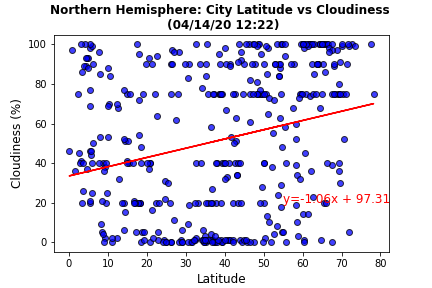 Northern Hemisphere: City Latitude vs Cloudiness
(04/14/20 12:22)
Cloudiness (%)
100
80
60
40
20
0
y=-1.06x + 97.31
0 10 20 30 40 50 60 70 80
Latitude